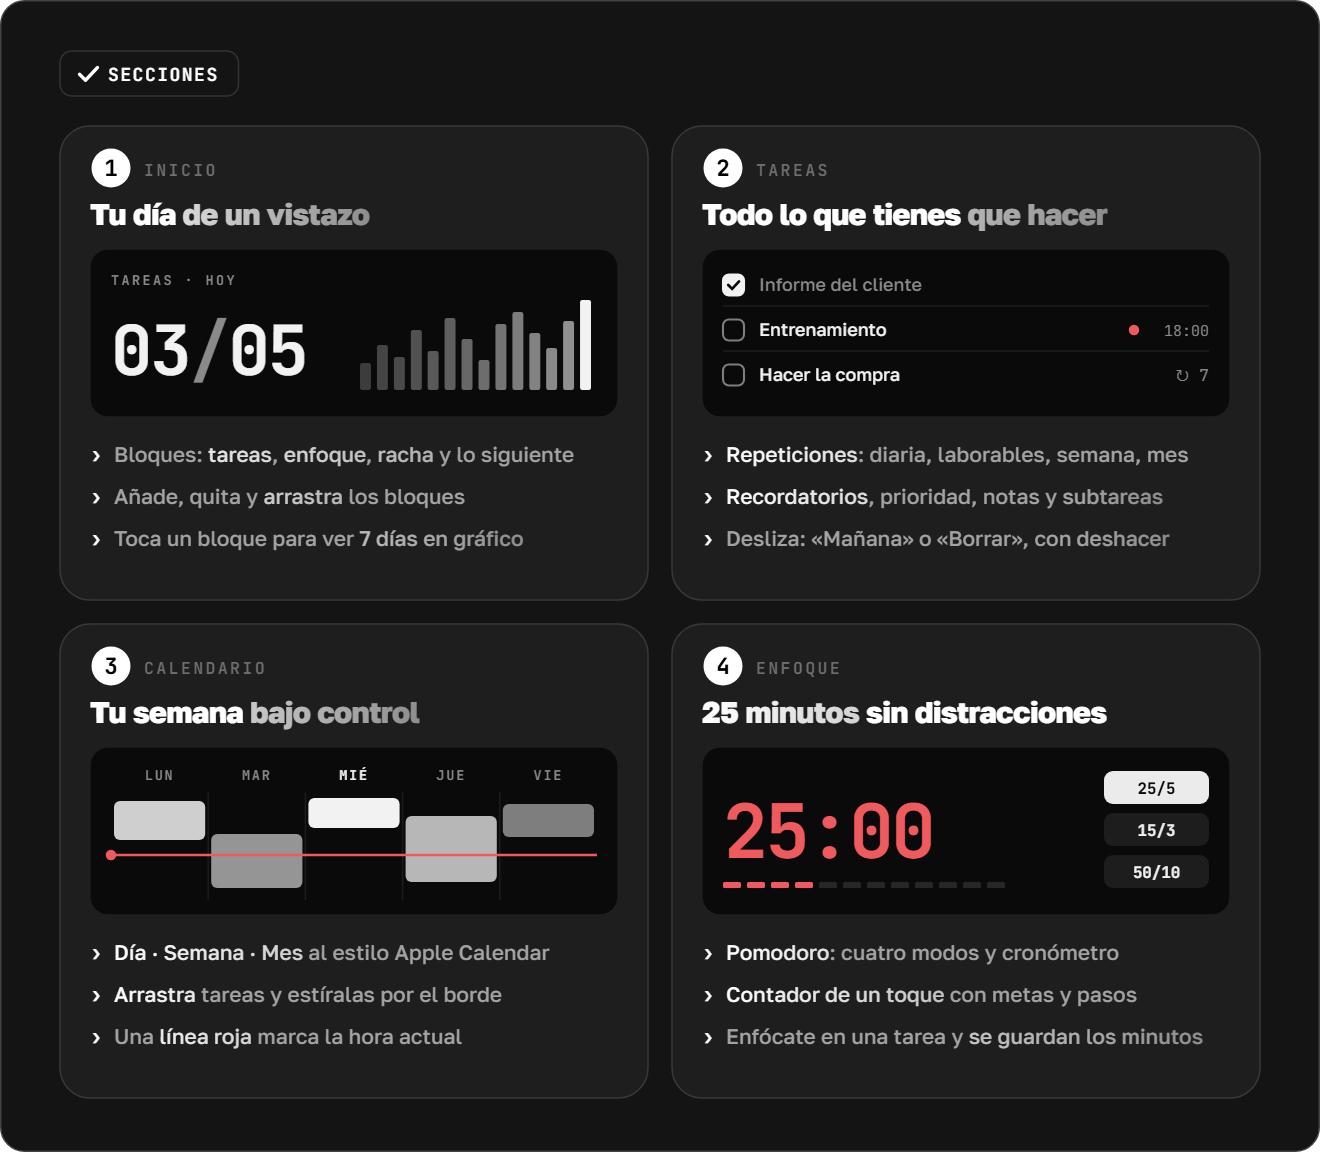 SECCIONES
1 INICIO
Tu día de un vistazo
TAREAS · HOY
03/05
› Bloques: tareas, enfoque, racha y lo siguiente
› Añade, quita y arrastra los bloques
› Toca un bloque para ver 7 días en gráfico
2 TAREAS
Todo lo que tienes que hacer
Informe del cliente
Entrenamiento 18:00
Hacer la compra ↻ 7
› Repeticiones: diaria, laborables, semana, mes
› Recordatorios, prioridad, notas y subtareas
› Desliza: «Mañana» o «Borrar», con deshacer
3 CALENDARIO
Tu semana bajo control
LUN MAR MIÉ JUE VIE
› Día · Semana · Mes al estilo Apple Calendar
› Arrastra tareas y estíralas por el borde
› Una línea roja marca la hora actual
4 ENFOQUE
25 minutos sin distracciones
25:00
25/5
15/3
50/10
› Pomodoro: cuatro modos y cronómetro
› Contador de un toque con metas y pasos
› Enfócate en una tarea y se guardan los minutos